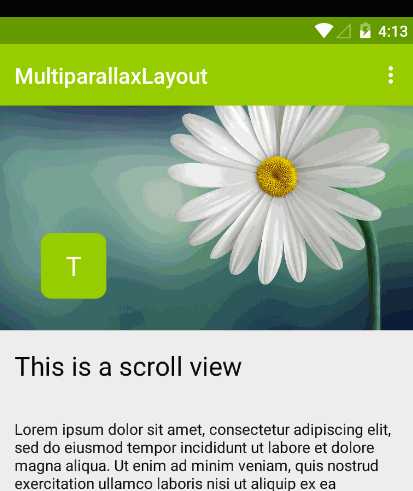 4:13
MultiparallaxLayout
T
This is a scroll view
Lorem ipsum dolor sit amet, consectetur adipiscing elit,
sed do eiusmod tempor incididunt ut labore et dolore
magna aliqua. Ut enim ad minim veniam, quis nostrud
exercitation ullamco laboris nisi ut aliquip ex ea